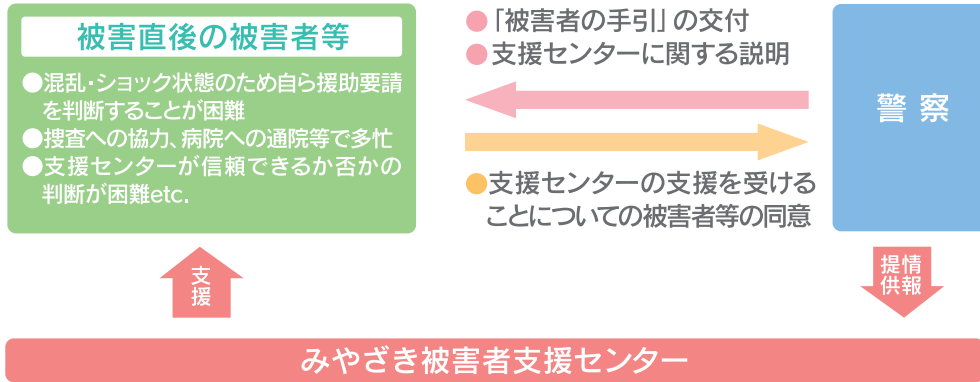 被害直後の被害者等
●混乱・ショック状態のため自ら援助要請
を判断することが困難
●捜査への協力、病院への通院等で多忙
●支援センターが信頼できるか否かの
判断が困難etc.
●「被害者の手引」の交付
●支援センターに関する説明
●支援センターの支援を受ける
ことについての被害者等の同意
警察
支援
情報
提供
みやざき被害者支援センター